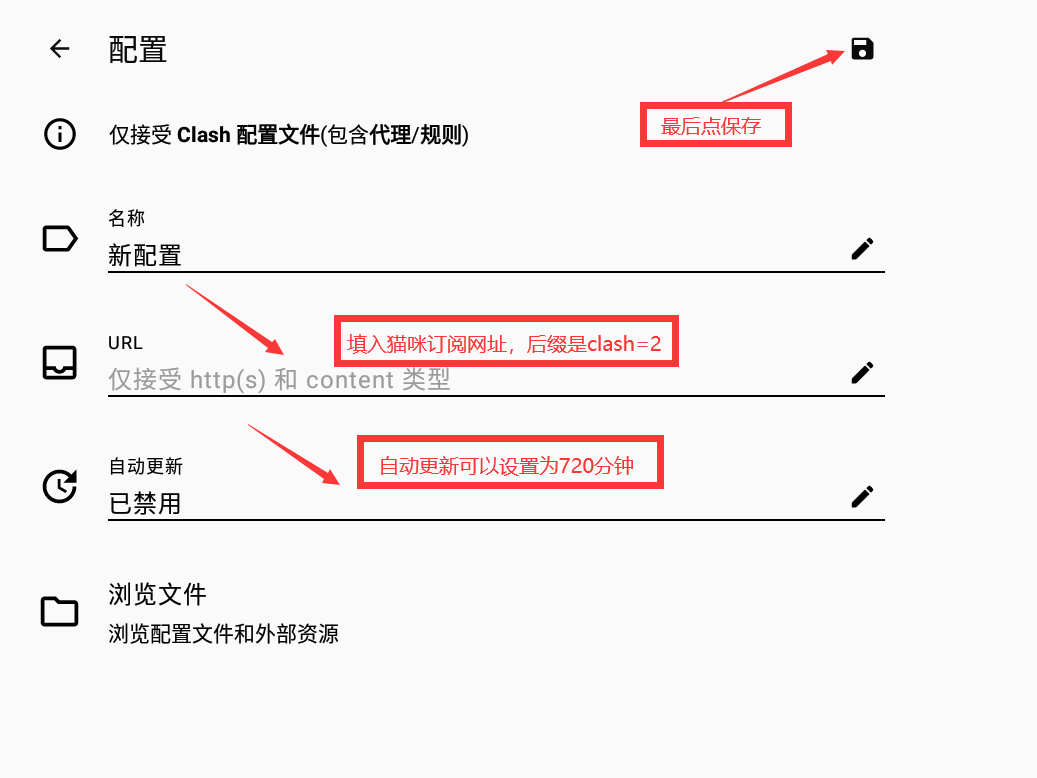 配置
最后点保存
仅接受 Clash 配置文件(包含代理/规则)
名称
新配置
填入猫咪订阅网址，后缀是clash=2
URL
仅接受 http(s) 和 content 类型
自动更新可以设置为720分钟
自动更新
已禁用
浏览文件
浏览配置文件和外部资源